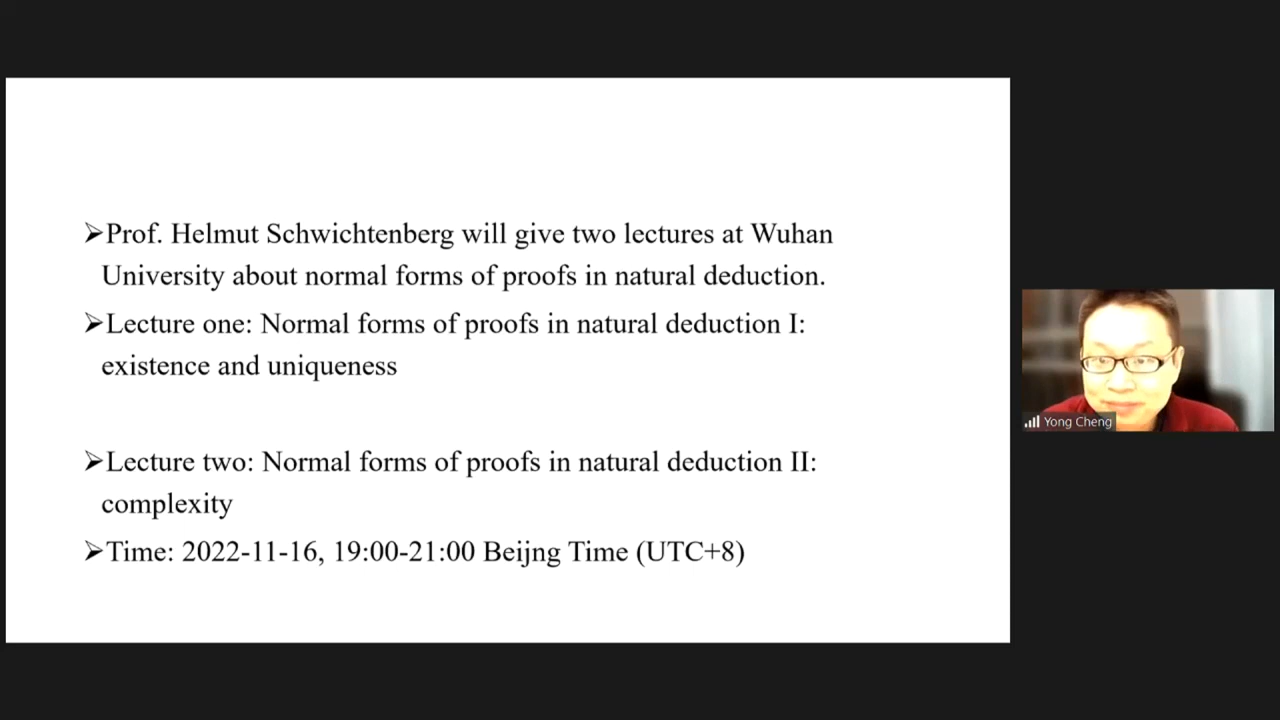 ➢Prof. Helmut Schwichtenberg will give two lectures at Wuhan
University about normal forms of proofs in natural deduction.
➢Lecture one: Normal forms of proofs in natural deduction I:
existence and uniqueness
➢Lecture two: Normal forms of proofs in natural deduction II:
complexity
➢Time: 2022-11-16, 19:00-21:00 Beijng Time (UTC+8)
Yong Cheng